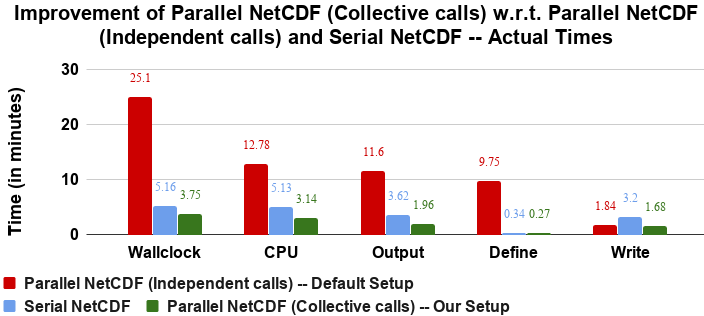 Improvement of Parallel NetCDF (Collective calls) w.r.t. Parallel NetCDF
(Independent calls) and Serial NetCDF -- Actual Times
Time (in minutes)
30
20
10
0
25.1
5.16
3.75
12.78
5.13
3.14
11.6
3.62
1.96
9.75
0.34
0.27
1.84
3.2
1.68
Wallclock
CPU
Output
Define
Write
Parallel NetCDF (Independent calls) -- Default Setup
Serial NetCDF
Parallel NetCDF (Collective calls) -- Our Setup